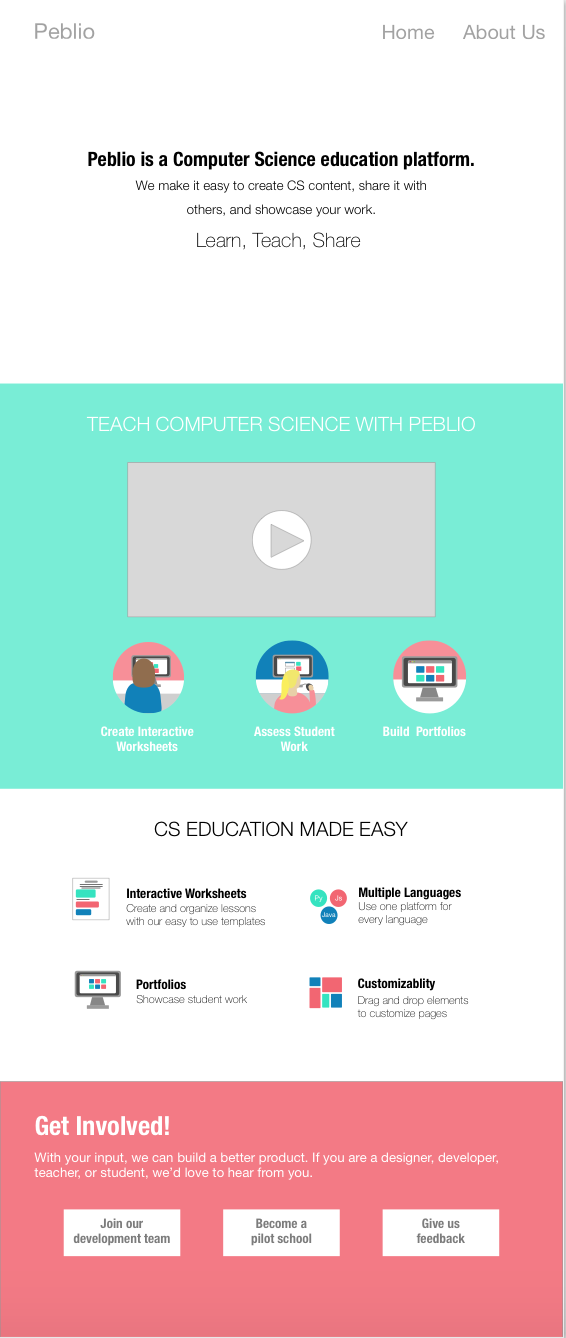 Peblio
Home
About Us
Peblio is a Computer Science education platform.
We make it easy to create CS content, share it with
others, and showcase your work.
Learn, Teach, Share
TEACH COMPUTER SCIENCE WITH PEBLIO
Create Interactive
Worksheets
Assess Student
Work
Build Portfolios
CS EDUCATION MADE EASY
Interactive Worksheets
Create and organize lessons
with our easy to use templates
Py
Js
Java
Multiple Languages
Use one platform for
every language
Portfolios
Showcase student work
Customizablity
Drag and drop elements
to customize pages
Get Involved!
With your input, we can build a better product. If you are a designer, developer,
teacher, or student, we’d love to hear from you.
Join our
development team
Become a
pilot school
Give us
feedback